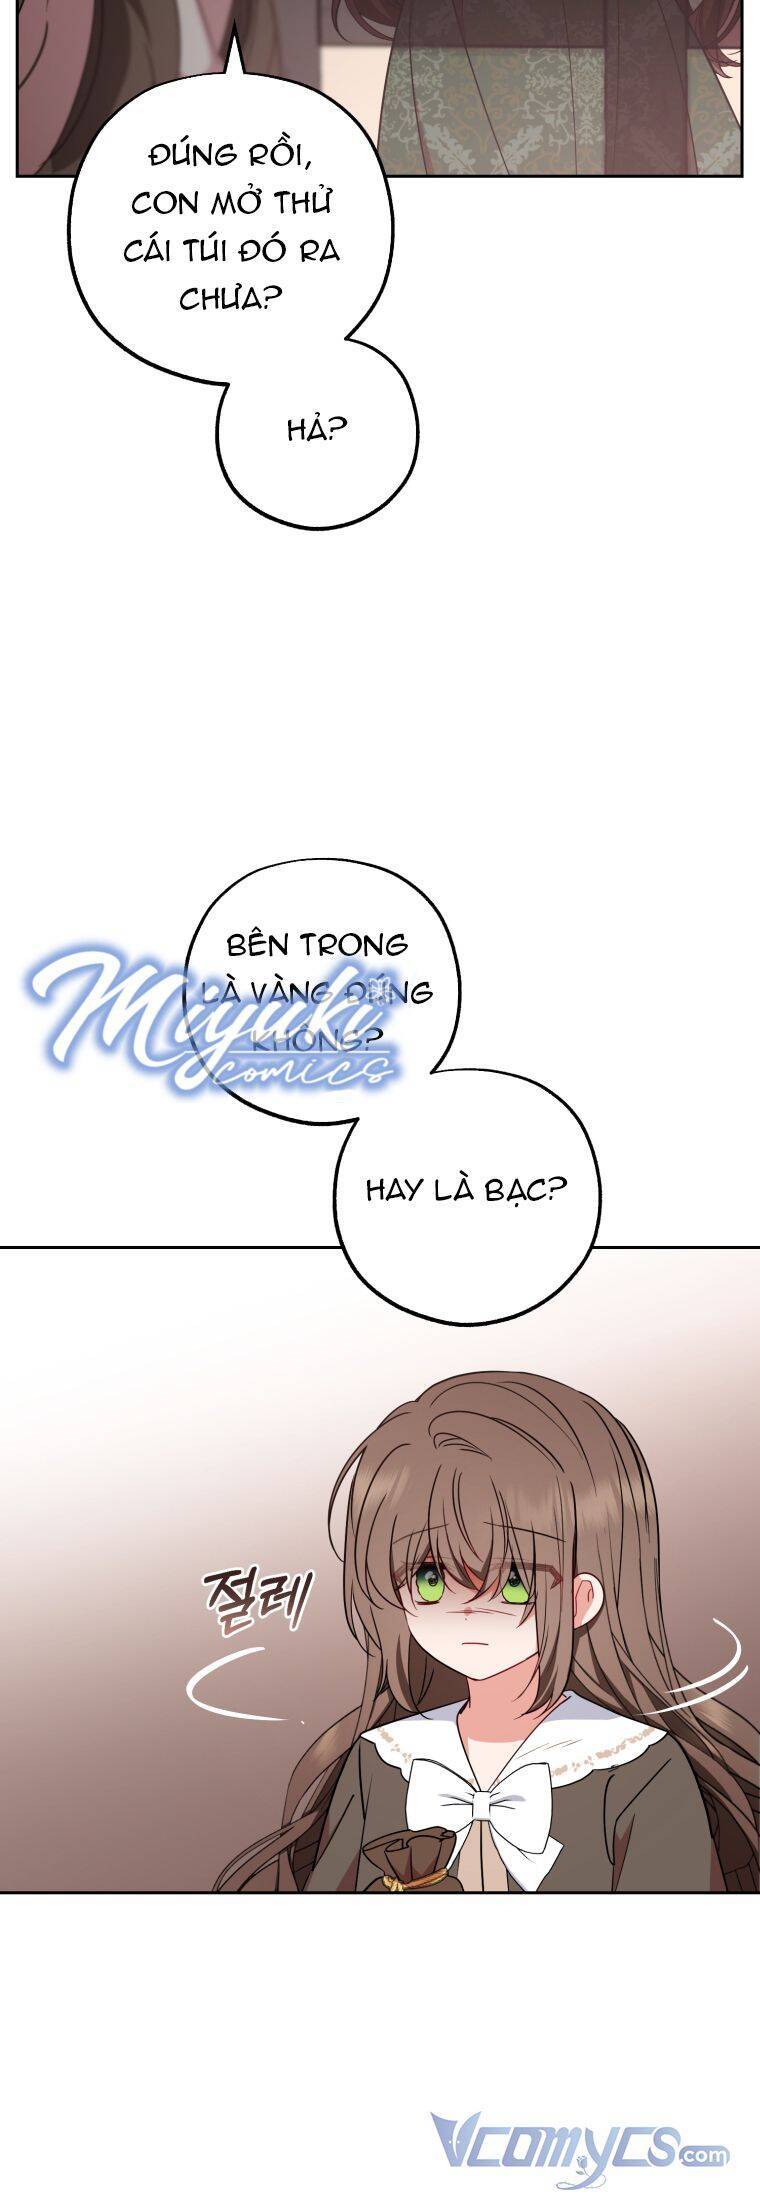 ĐÚNG RỒI,
CON MỞ THỬ
CÁI TÚI ĐÓ RA
CHƯA?
HẢ?
BÊN TRONG
LÀ VÀNG ĐÚNG
KHÔNG?
Miyuki
comics
HAY LÀ BẠC?
절레
VCOMYCS.com